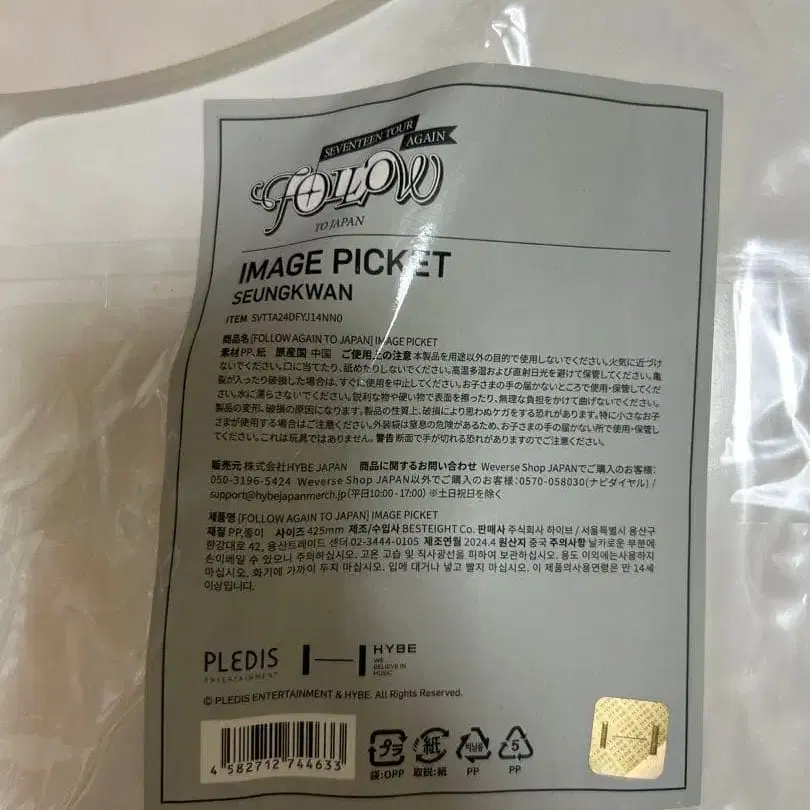 SEVENTEEN TOUR
AGAIN
FOLLOW
TO JAPAN
IMAGE PICKET
SEUNGKWAN
ITEM SVTTA24DFYJ14NN0
商品名 [FOLLOW AGAIN TO JAPAN] IMAGE PICKET
素材 PP、紙 原産国 中国 ご使用上の注意 本製品を用途以外の目的で使用しないでください。火気に近づけ
ないでください。口に当てたり、舐めたりしないでください。高温多湿および直射日光を避けて保管してください。亀
裂が入ったり破損した場合は、すぐに使用を中止してください。お子さまの手の届かないところで使用・保管してくだ
さい。水に濡らさないでください。鋭利な物や硬い物で表面を擦ったり、無理な負担をかけて曲げないでください。
製品の変形、破損の原因になります。製品の性質上、破損により思わぬケガをする恐れがあります。特に小さなお子
さまが使用する場合はご注意ください。外装袋は窒息の危険があるため、お子さまの手の届かない所で使用・保管し
てください。これは玩具ではありません。警告 断面で手が切れる恐れがありますのでご注意ください。
販売元 株式会社HYBE JAPAN 商品に関するお問い合わせ Weverse Shop JAPANでご購入のお客様：
050-3196-5424 Weverse Shop JAPAN以外でご購入のお客様：0570-058030(ナビダイヤル) /
support@hybejapanmerch.jp (平日10:00 - 17:00) ※土日祝日を除く
제품명 [FOLLOW AGAIN TO JAPAN] IMAGE PICKET
재질 PP, 종이 사이즈 425mm 제조/수입사 BESTEIGHT Co. 판매사 주식회사 하이브 / 서울특별시 용산구
한강대로 42, 용산트레이드 센터 02-3444-0105 제조연월 2024.4 원산지 중국 주의사항 날카로운 부분에
손이베일 수 있으니 주의하십시오. 고온 고습 및 직사광선을 피하여 보관하십시오. 용도 이외에는사용하지
마십시오. 화기에 가까이 두지 마십시오. 입에 대거나 넣고 빨지 마십시오. 이 제품의사용연령은 만 14세
이상입니다.
PLEDIS
ENTERTAINMENT
HYBE
WE
BELIEVE IN
MUSIC
© PLEDIS ENTERTAINMENT & HYBE. All Rights Reserved.
4 582712 744633
プラ
袋:OPP
紙
取説:紙
비닐류
PP
5
PP